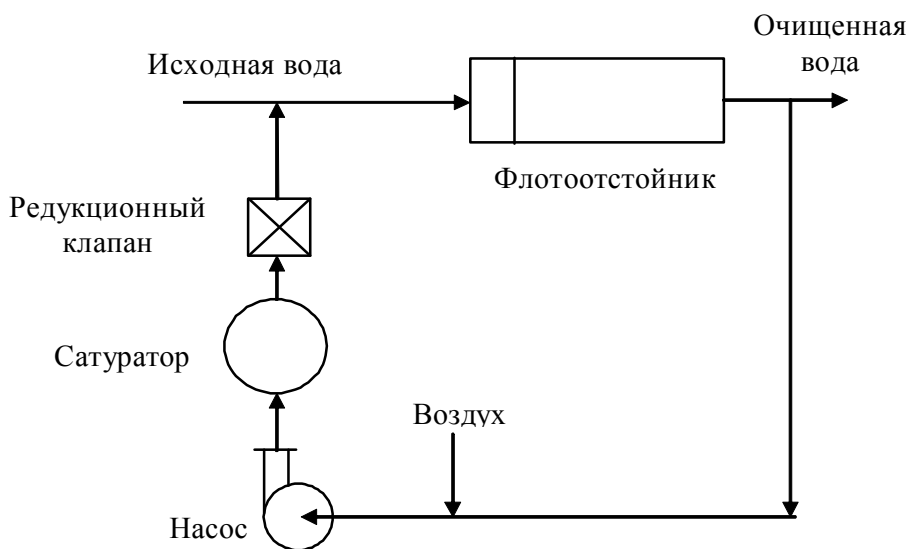 Очищенная
вода
Исходная вода
Флотоотстойник
Редукционный
клапан
Сатуратор
Воздух
Насос